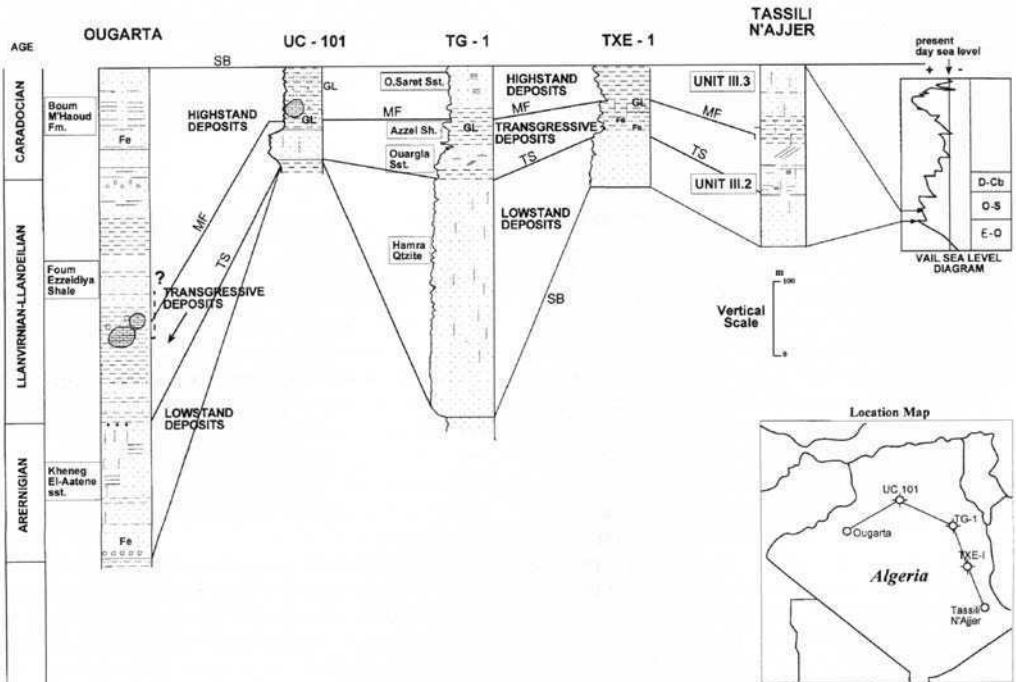 AGE
OUGARTA
UC - 101
TG - 1
TXE - 1
TASSILI
N'AJJER
present
day sea level
+ -
SB
CARADOCIAN
LLANVIRNIAN-LLANDEILIAN
ARERNIGIAN
Boum
M'Haoud
Fm.
Fe
Foum
Ezzeidiya
Shale
Kheneg
El-Aatene
sst.
Fe
HIGHSTAND
DEPOSITS
MF
TS
?
TRANSGRESSIVE
DEPOSITS
LOWSTAND
DEPOSITS
GL
GL
MF
O.Saret Sst.
Azzel Sh.
GL
Ouargla
Sst.
Hamra
Qtzite
HIGHSTAND
DEPOSITS
MF
TRANSGRESSIVE
DEPOSITS
TS
LOWSTAND
DEPOSITS
SB
GL
Fe
Fe
MF
TS
UNIT III.3
UNIT III.2
D-Cb
O-S
E-O
VAIL SEA LEVEL
DIAGRAM
Vertical
Scale
m
100
0
Location Map
UC 101
Ougarta
TG-1
TXE-I
Algeria
Tassili
N'Ajjer